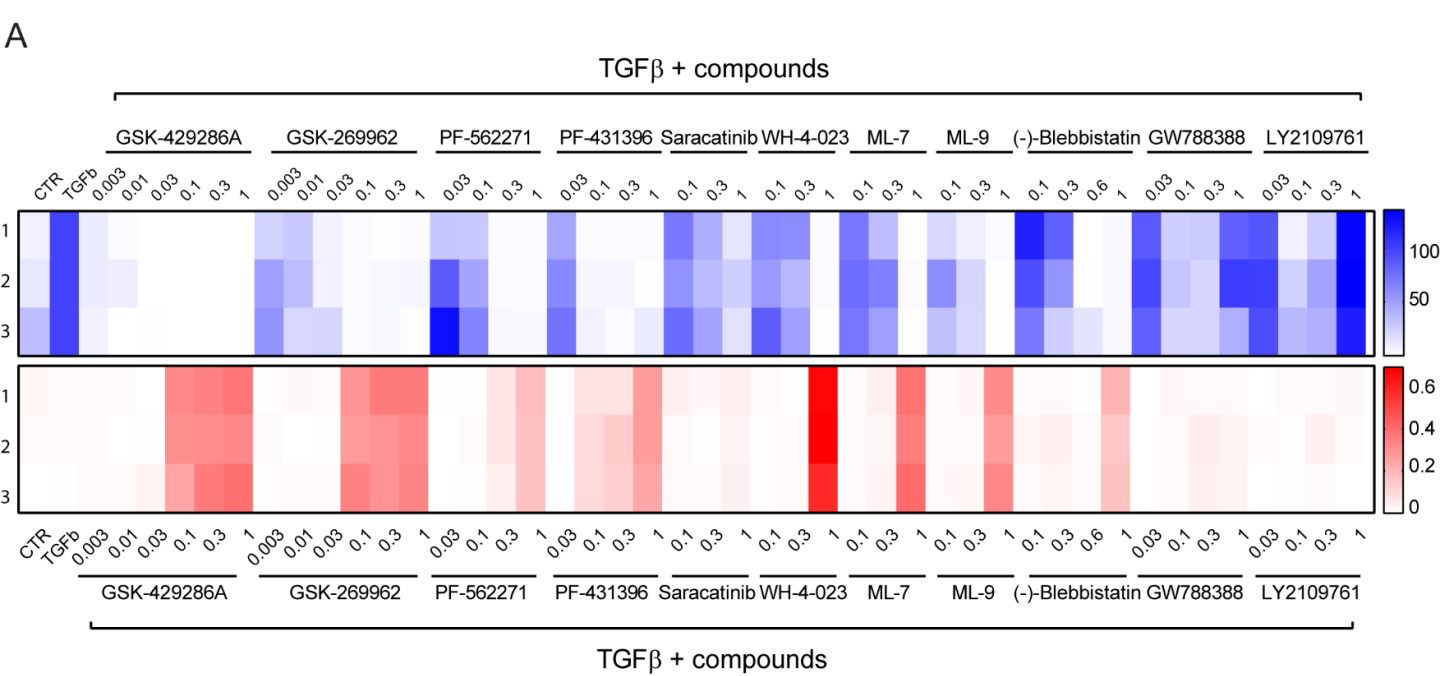 A
TGFβ + compounds
GSK-429286A GSK-269962 PF-562271 PF-431396 Saracatinib WH-4-023 ML-7 ML-9 (-)-Blebbistatin GW788388 LY2109761
CTR TGFb 0.003 0.01 0.03 0.1 0.3 1 0.003 0.01 0.03 0.1 0.3 1 0.03 0.1 0.3 1 0.03 0.1 0.3 1 0.1 0.3 1 0.1 0.3 1 0.1 0.3 1 0.1 0.3 1 0.1 0.3 0.6 1 0.03 0.1 0.3 1 0.03 0.1 0.3 1
1
2
3
100
50
0
1
2
3
0.6
0.4
0.2
0
CTR TGFb 0.003 0.01 0.03 0.1 0.3 1 0.003 0.01 0.03 0.1 0.3 1 0.03 0.1 0.3 1 0.03 0.1 0.3 1 0.1 0.3 1 0.1 0.3 1 0.1 0.3 1 0.1 0.3 1 0.1 0.3 0.6 1 0.03 0.1 0.3 1 0.03 0.1 0.3 1
GSK-429286A GSK-269962 PF-562271 PF-431396 Saracatinib WH-4-023 ML-7 ML-9 (-)-Blebbistatin GW788388 LY2109761
TGFβ + compounds